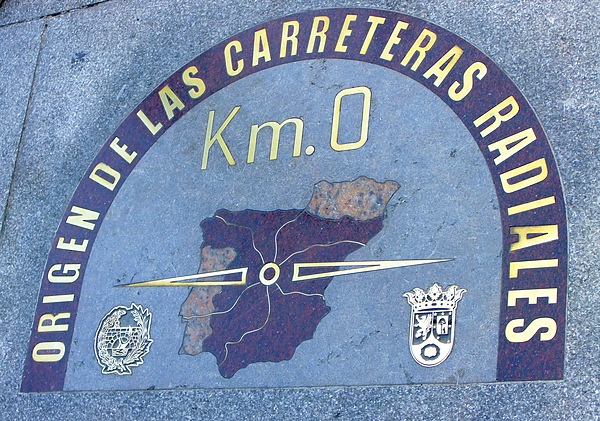 ORIGEN DE LAS CARRETERAS RADIALES
Km. 0